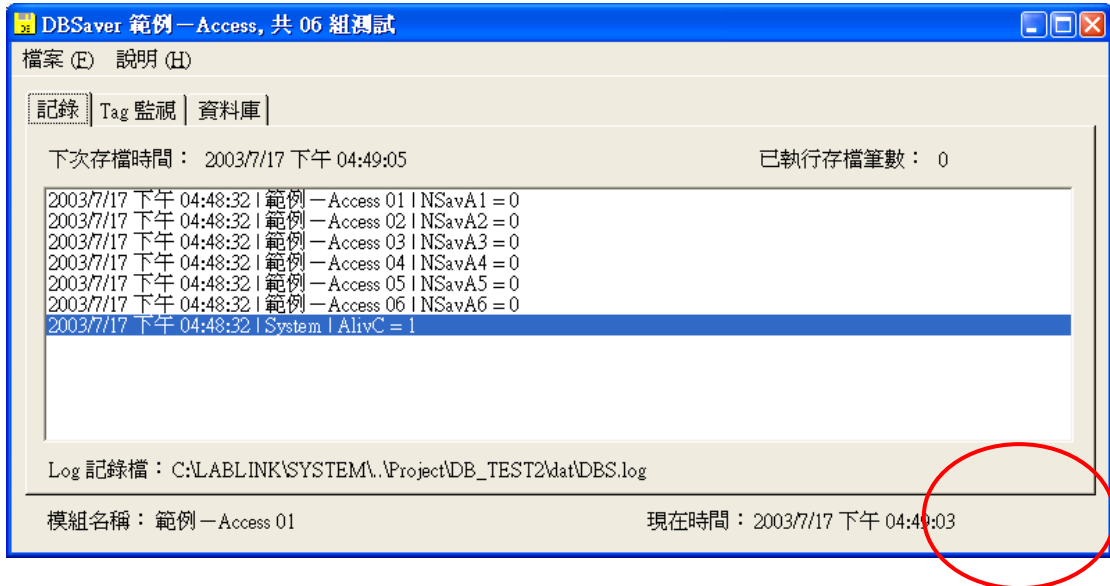 DBSaver 範例－Access, 共 06 組測試
檔案 (F) 說明 (H)
記錄 Tag 監視 資料庫
下次存檔時間： 2003/7/17 下午 04:49:05 已執行存檔筆數： 0
2003/7/17 下午 04:48:32 | 範例－Access 01 | NSavA1 = 0
2003/7/17 下午 04:48:32 | 範例－Access 02 | NSavA2 = 0
2003/7/17 下午 04:48:32 | 範例－Access 03 | NSavA3 = 0
2003/7/17 下午 04:48:32 | 範例－Access 04 | NSavA4 = 0
2003/7/17 下午 04:48:32 | 範例－Access 05 | NSavA5 = 0
2003/7/17 下午 04:48:32 | 範例－Access 06 | NSavA6 = 0
2003/7/17 下午 04:48:32 | System | AlivC = 1
Log 記錄檔：C:\LABLINK\SYSTEM\..\Project\DB_TEST2\dat\DBS.log
模組名稱：範例－Access 01 現在時間：2003/7/17 下午 04:49:03